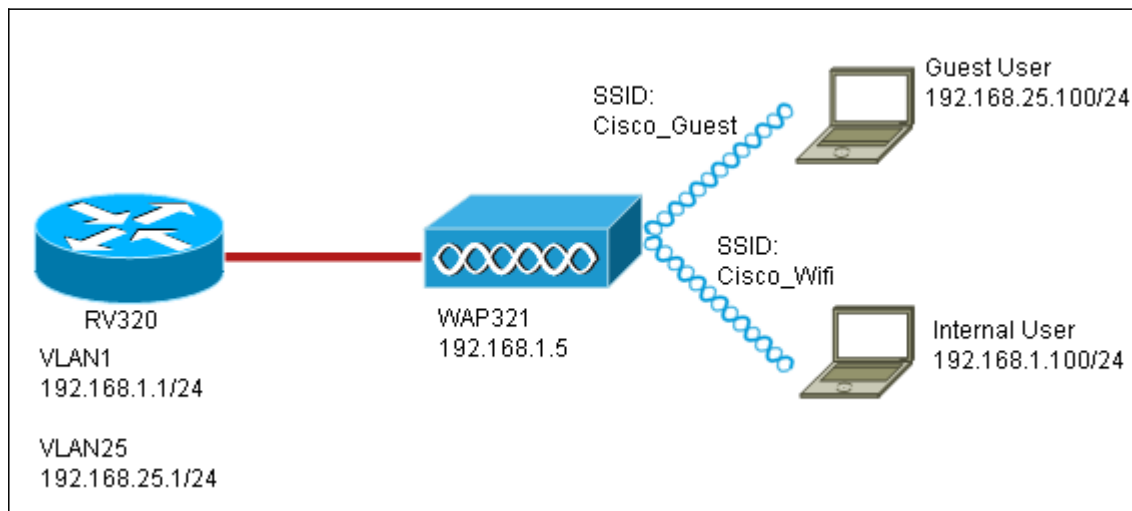 Guest User
192.168.25.100/24
SSID:
Cisco_Guest
SSID:
Cisco_Wifi
RV320
VLAN1
192.168.1.1/24
VLAN25
192.168.25.1/24
WAP321
192.168.1.5
Internal User
192.168.1.100/24